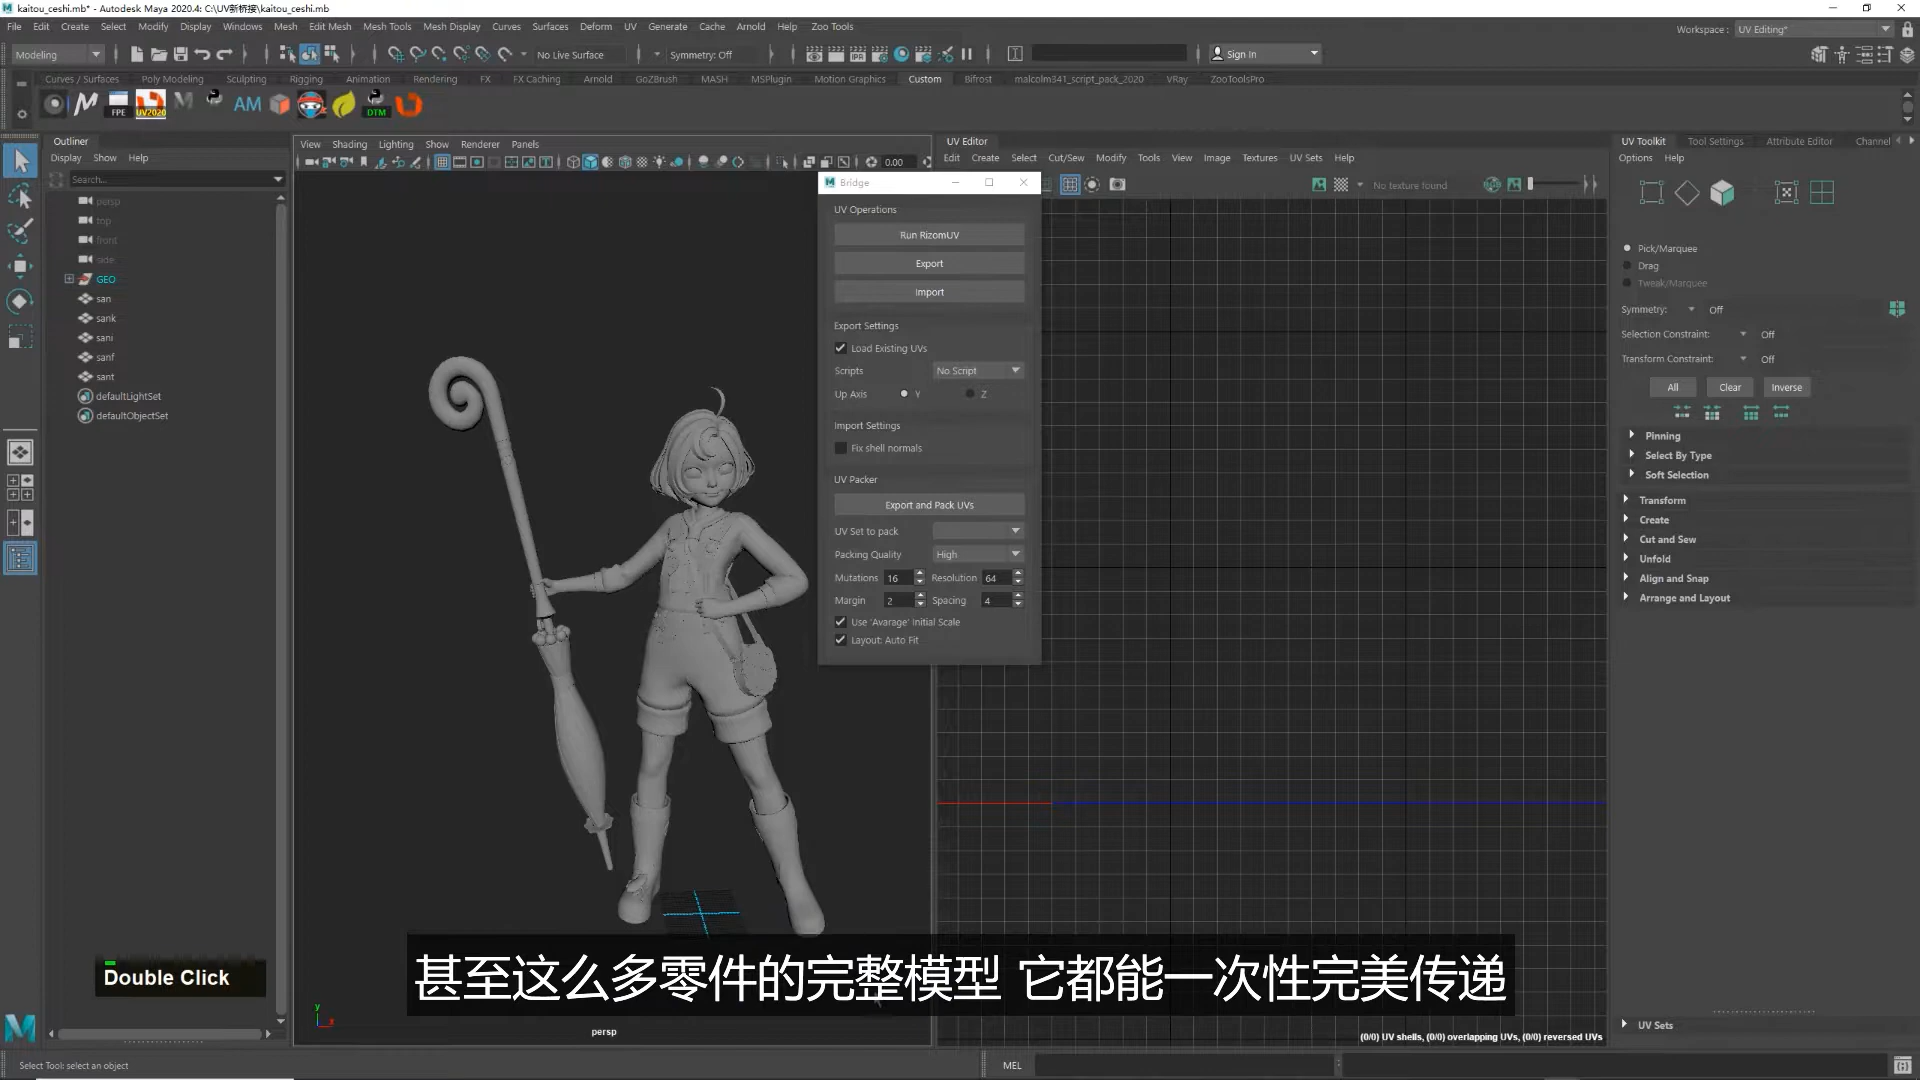 kaitou_ceshi.mb* - Autodesk Maya 2020.4: C:\UV新桥接\kaitou_ceshi.mb
File Edit Create Select Modify Display Windows Mesh Edit Mesh Mesh Tools Mesh Display Curves Surfaces Deform UV Generate Cache Arnold Help Zoo Tools
Workspace : UV Editing*
Modeling
No Live Surface
Symmetry: Off
Sign In
Curves / Surfaces Poly Modeling Sculpting Rigging Animation Rendering FX FX Caching Arnold GoZBrush MASH MSPlugin Motion Graphics Custom Bifrost malcolm341_script_pack_2020 VRay ZooToolsPro
FPE UV2020 AM DTM
Outliner
Display Show Help
Search...
persp
top
front
side
GEO
san
sank
sani
sanf
sant
defaultLightSet
defaultObjectSet
View Shading Lighting Show Renderer Panels
0.00
Bridge
UV Operations
Run RizomUV
Export
Import
Export Settings
Load Existing UVs
Scripts No Script
Up Axis Y Z
Import Settings
Fix shell normals
UV Packer
Export and Pack UVs
UV Set to pack
Packing Quality High
Mutations 16 Resolution 64
Margin 2 Spacing 4
Use 'Avarage' Initial Scale
Layout: Auto Fit
UV Editor
Edit Create Select Cut/Sew Modify Tools View Image Textures UV Sets Help
No texture found
UV Toolkit Tool Settings Attribute Editor Channel
Options Help
Pick/Marquee
Drag
Tweak/Marquee
Symmetry: Off
Selection Constraint: Off
Transform Constraint: Off
All Clear Inverse
Pinning
Select By Type
Soft Selection
Transform
Create
Cut and Sew
Unfold
Align and Snap
Arrange and Layout
UV Sets
Double Click
甚至这么多零件的完整模型 它都能一次性完美传递
y
x
persp
(0/0) UV shells, (0/0) overlapping UVs, (0/0) reversed UVs
Select Tool: select an object
MEL